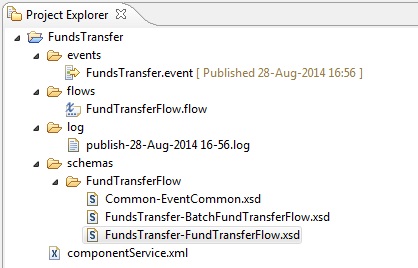 Project Explorer
FundsTransfer
events
FundsTransfer.event [ Published 28-Aug-2014 16:56 ]
flows
FundTransferFlow.flow
log
publish-28-Aug-2014 16-56.log
schemas
FundTransferFlow
Common-EventCommon.xsd
FundsTransfer-BatchFundTransferFlow.xsd
FundsTransfer-FundTransferFlow.xsd
componentService.xml